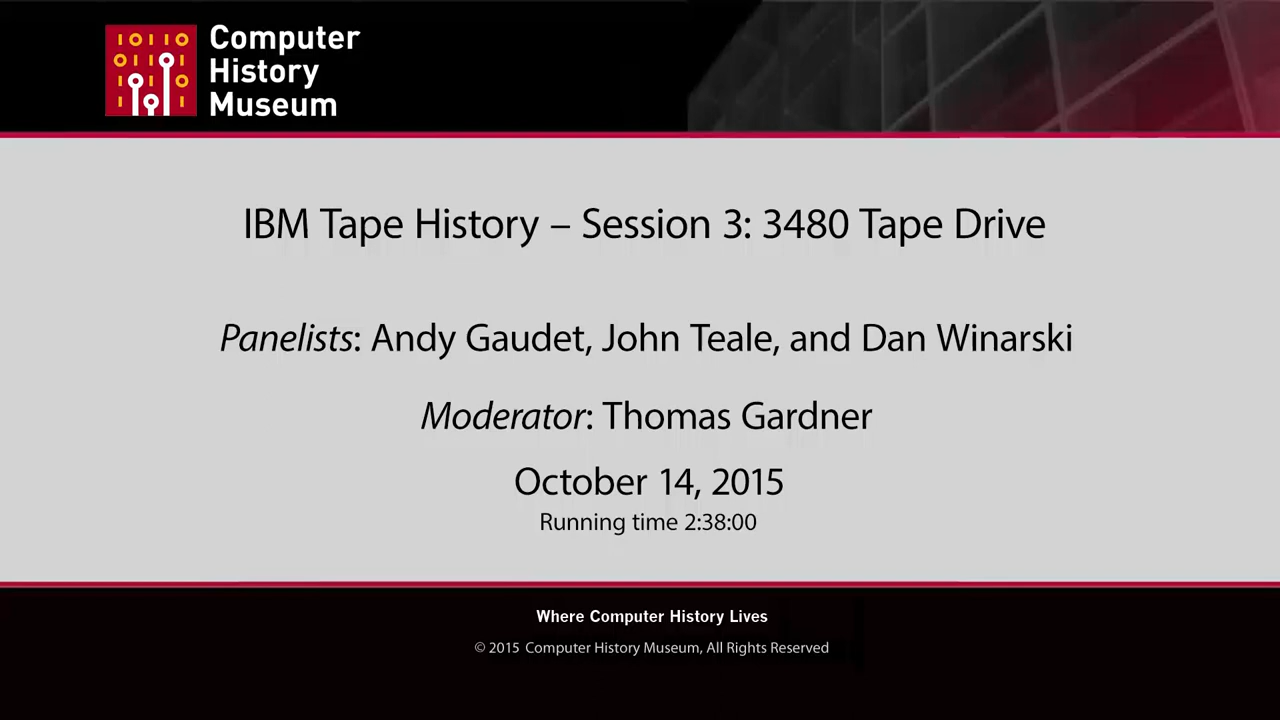 Computer
History
Museum
IBM Tape History – Session 3: 3480 Tape Drive
Panelists: Andy Gaudet, John Teale, and Dan Winarski
Moderator: Thomas Gardner
October 14, 2015
Running time 2:38:00
Where Computer History Lives
© 2015 Computer History Museum, All Rights Reserved